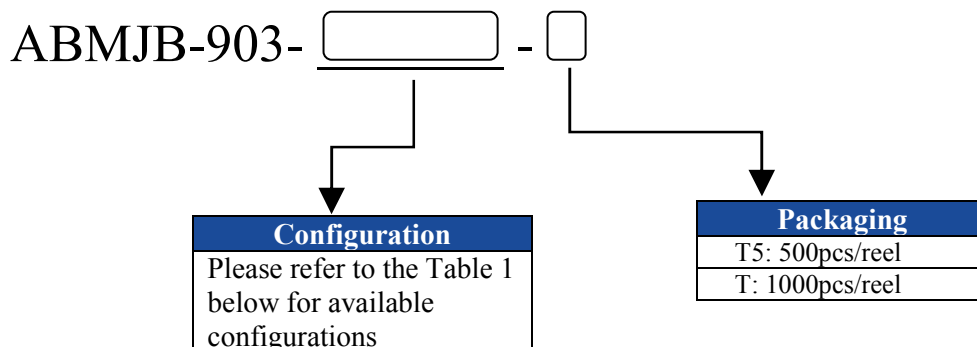 ABMJB-903- -
Configuration
Please refer to the Table 1
below for available
configurations
Packaging
T5: 500pcs/reel
T: 1000pcs/reel